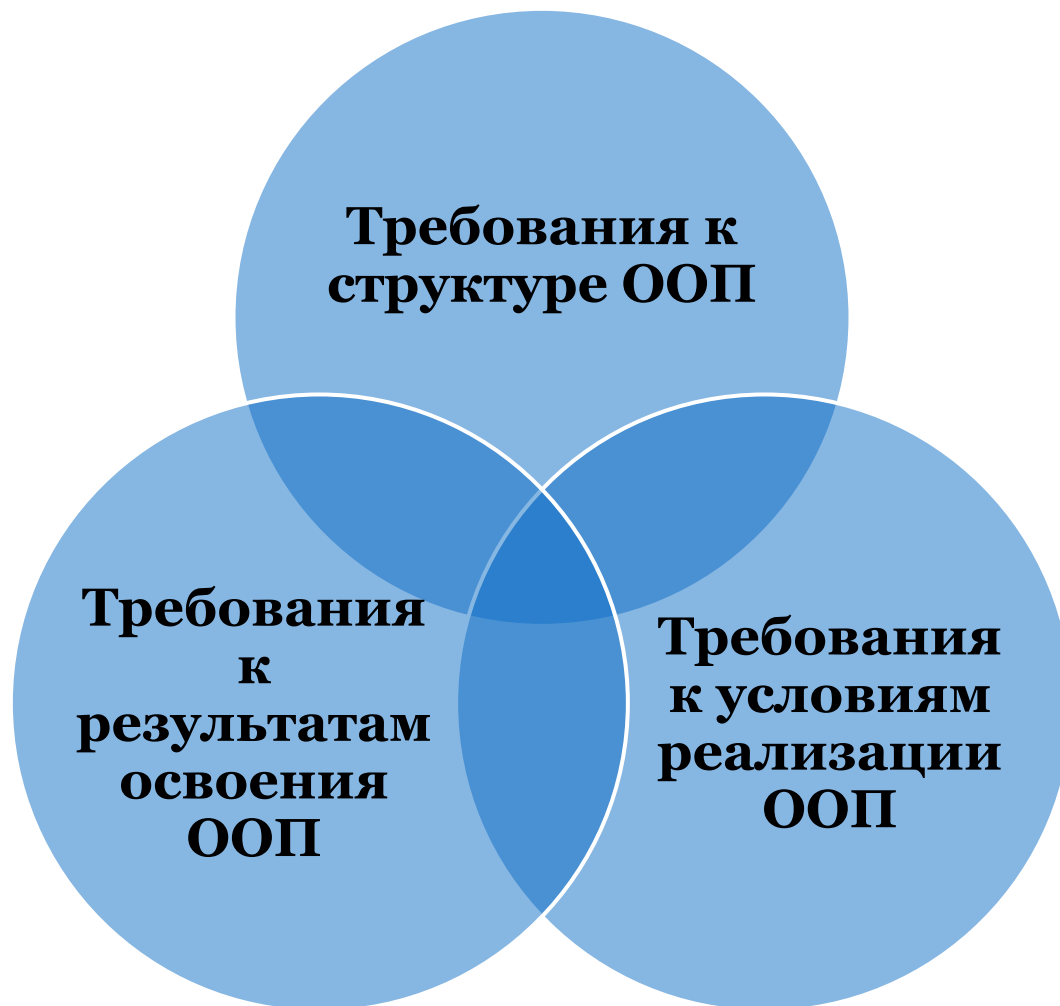 Требования к
структуре ООП
Требования
к
результатам
освоения
ООП
Требования
к условиям
реализации
ООП